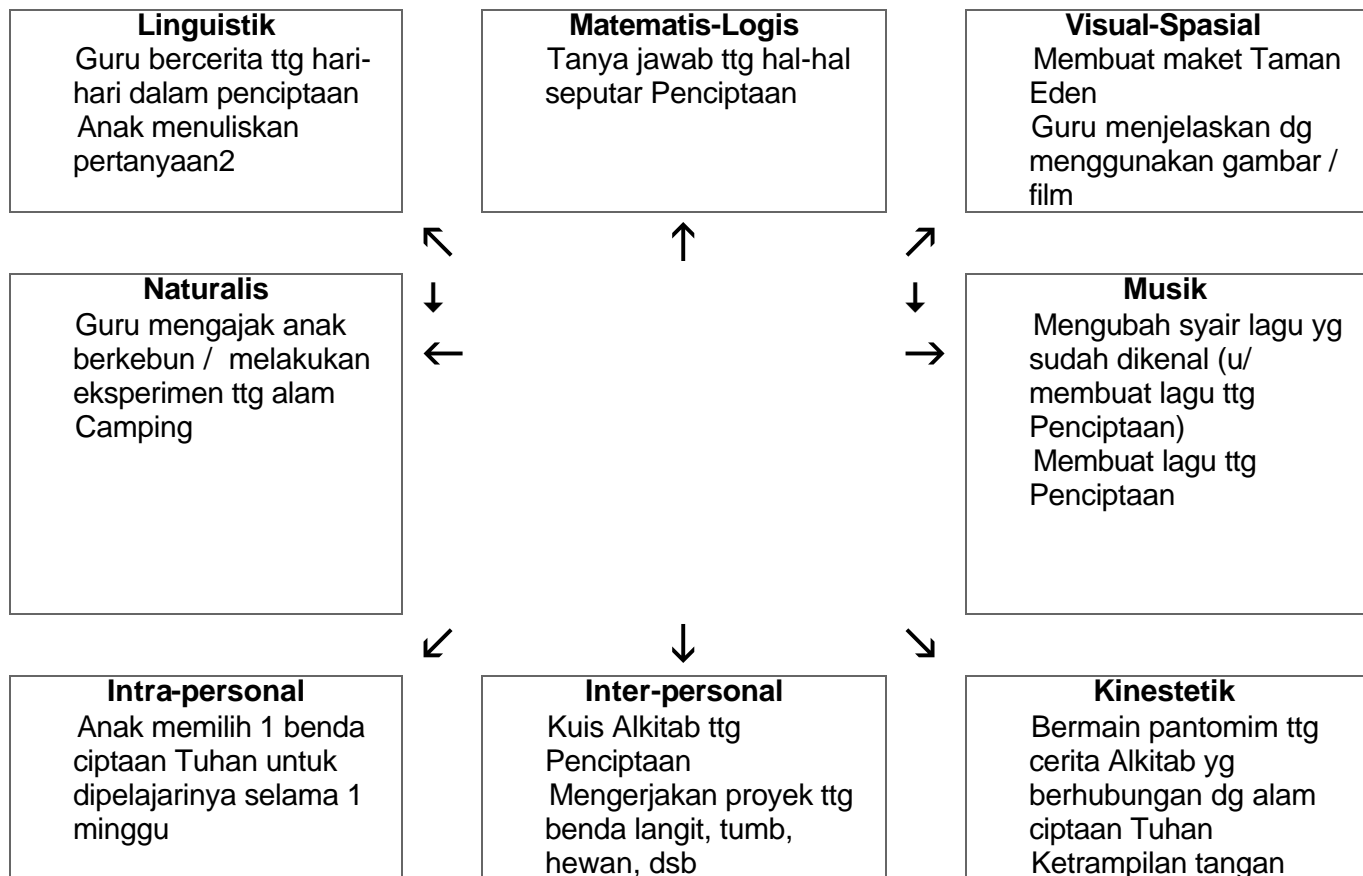 Linguistik
Guru bercerita ttg hari-
hari dalam penciptaan
Anak menuliskan
pertanyaan2
Matematis-Logis
Tanya jawab ttg hal-hal
seputar Penciptaan
Visual-Spasial
Membuat maket Taman
Eden
Guru menjelaskan dg
menggunakan gambar /
film
Naturalis
Guru mengajak anak
berkebun / melakukan
eksperimen ttg alam
Camping
Musik
Mengubah syair lagu yg
sudah dikenal (u/
membuat lagu ttg
Penciptaan)
Membuat lagu ttg
Penciptaan
Intra-personal
Anak memilih 1 benda
ciptaan Tuhan untuk
dipelajarinya selama 1
minggu
Inter-personal
Kuis Alkitab ttg
Penciptaan
Mengerjakan proyek ttg
benda langit, tumb,
hewan, dsb
Kinestetik
Bermain pantomim ttg
cerita Alkitab yg
berhubungan dg alam
ciptaan Tuhan
Ketrampilan tangan